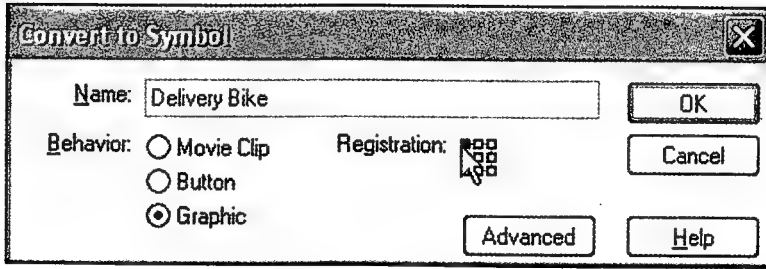 Convert to Symbol
Name: Delivery Bike OK
Behavior: Movie Clip Registration: Cancel
Button
Graphic
Advanced Help